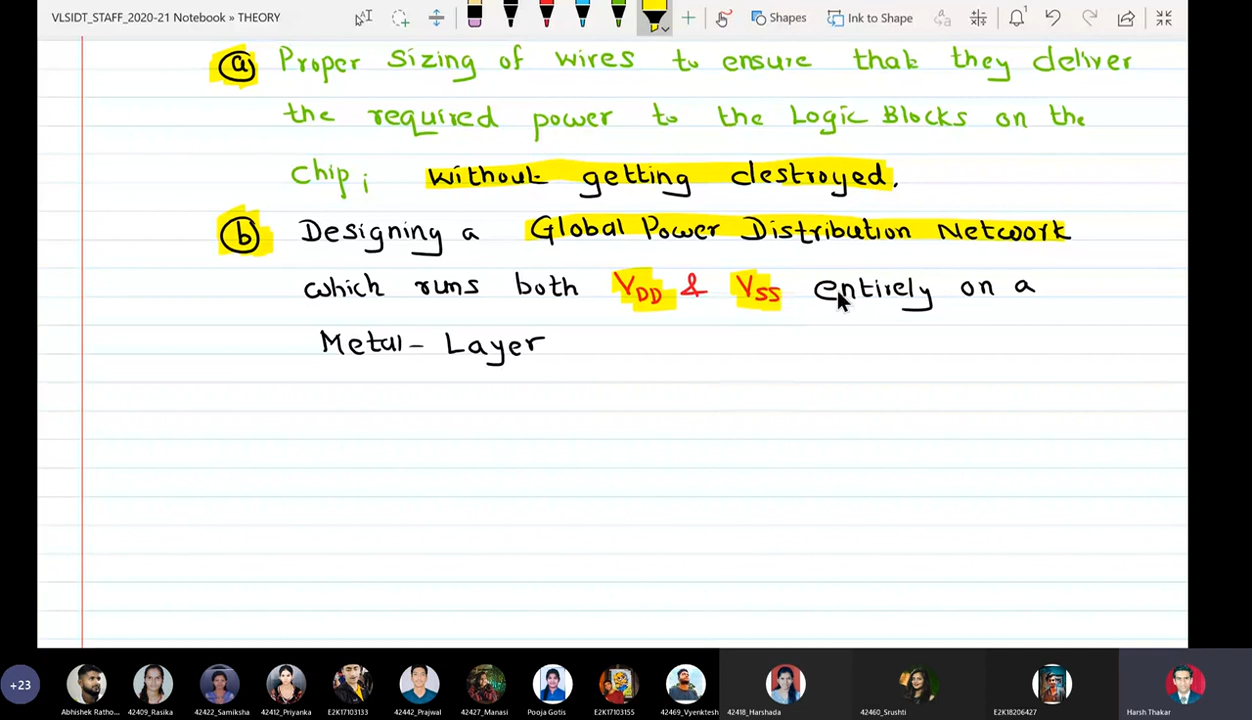 VLSIDT_STAFF_2020-21 Notebook » THEORY
Shapes
Ink to Shape
a Proper Sizing of wires to ensure that they deliver
the required power to the Logic Blocks on the
chip; without getting destroyed.
b Designing a Global Power Distribution Network
which runs both VDD & VSS entirely on a
Metal-Layer
+23
Abhishek Ratho...
42409_Rasika
42422_Samiksha
42412_Priyanka
E2K17103133
42442_Prajwal
42427_Manasi
Pooja Gotis
E2K17103155
42469_Vyenktesh
42418_Harshada
42460_Srushti
E2K18206427
Harsh Thakar